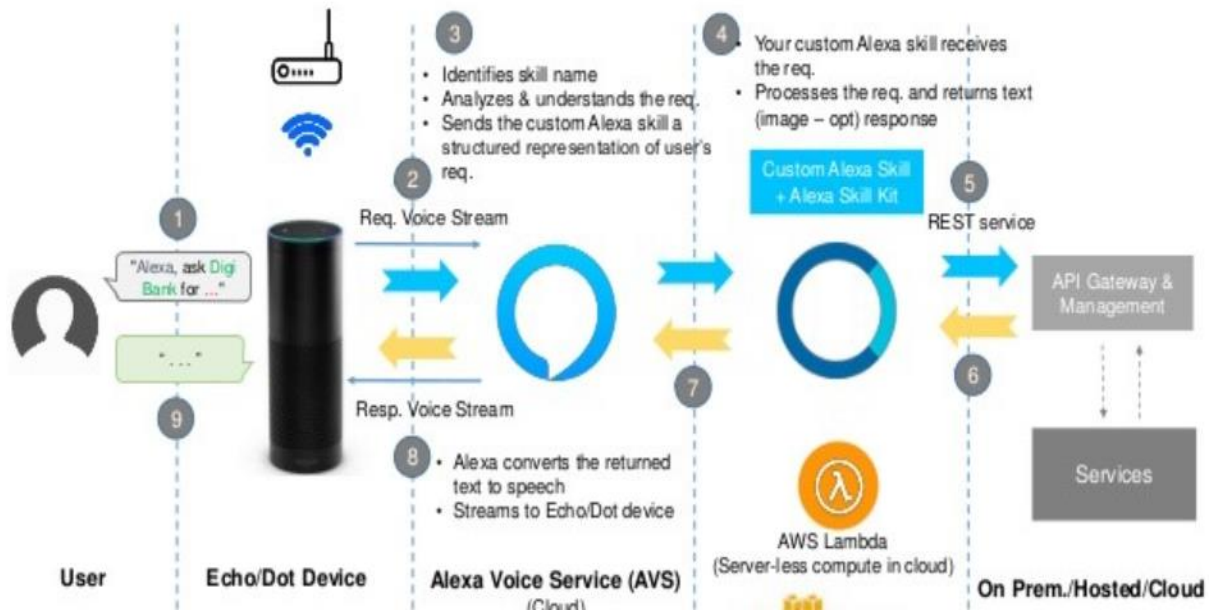 3
• Identifies skill name
• Analyzes & understands the req.
• Sends the custom Alexa skill a
structured representation of user's
req.
4
• Your custom Alexa skill receives
the req.
• Processes the req. and returns text
(image – opt) response
Custom Alexa Skill
+ Alexa Skill Kit
2
5
1
Req. Voice Stream
REST service
"Alexa, ask Digi
Bank for ..."
API Gateway &
Management
". . ."
9
Resp. Voice Stream
7
6
8
• Alexa converts the returned
text to speech
• Streams to Echo/Dot device
λ
Services
AWS Lambda
(Server-less compute in cloud)
User
Echo/Dot Device
Alexa Voice Service (AVS)
(Cloud)
On Prem./Hosted/Cloud